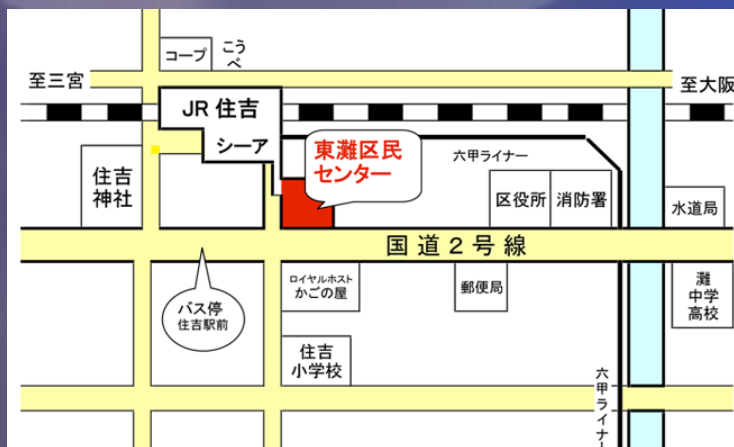 コープ
こう
べ
至三宮
至大阪
JR 住吉
シーア
東灘区民
センター
六甲ライナー
住吉
神社
区役所
消防署
水道局
国道2号線
バス停
住吉駅前
ロイヤルホスト
かごの屋
郵便局
灘
中学
高校
住吉
小学校
六甲ライナー